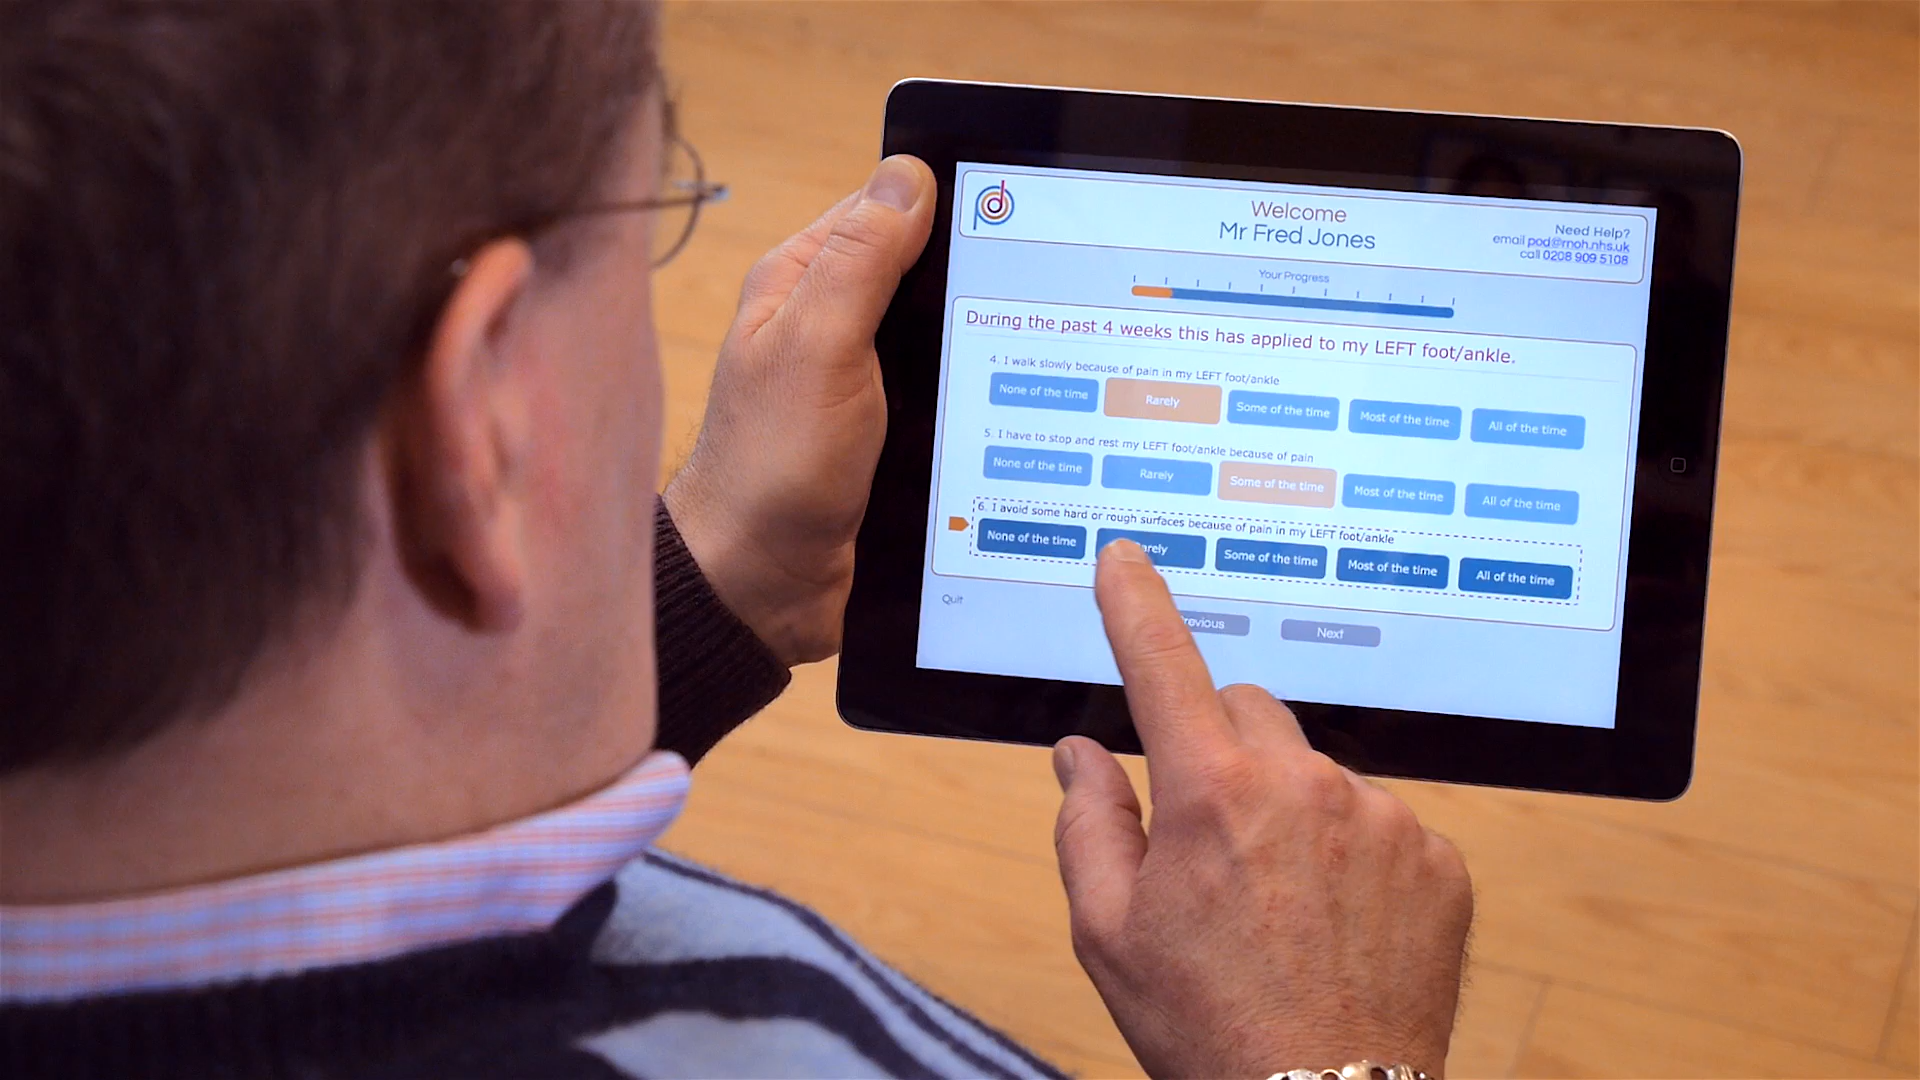 Welcome
Mr Fred Jones
Need Help?
email pod@rnoh.nhs.uk
call 0208 909 5108
Your Progress
During the past 4 weeks this has applied to my LEFT foot/ankle.
4. I walk slowly because of pain in my LEFT foot/ankle
None of the time Rarely Some of the time Most of the time All of the time
5. I have to stop and rest my LEFT foot/ankle because of pain
None of the time Rarely Some of the time Most of the time All of the time
6. I avoid some hard or rough surfaces because of pain in my LEFT foot/ankle
None of the time arely Some of the time Most of the time All of the time
Quit
revious Next